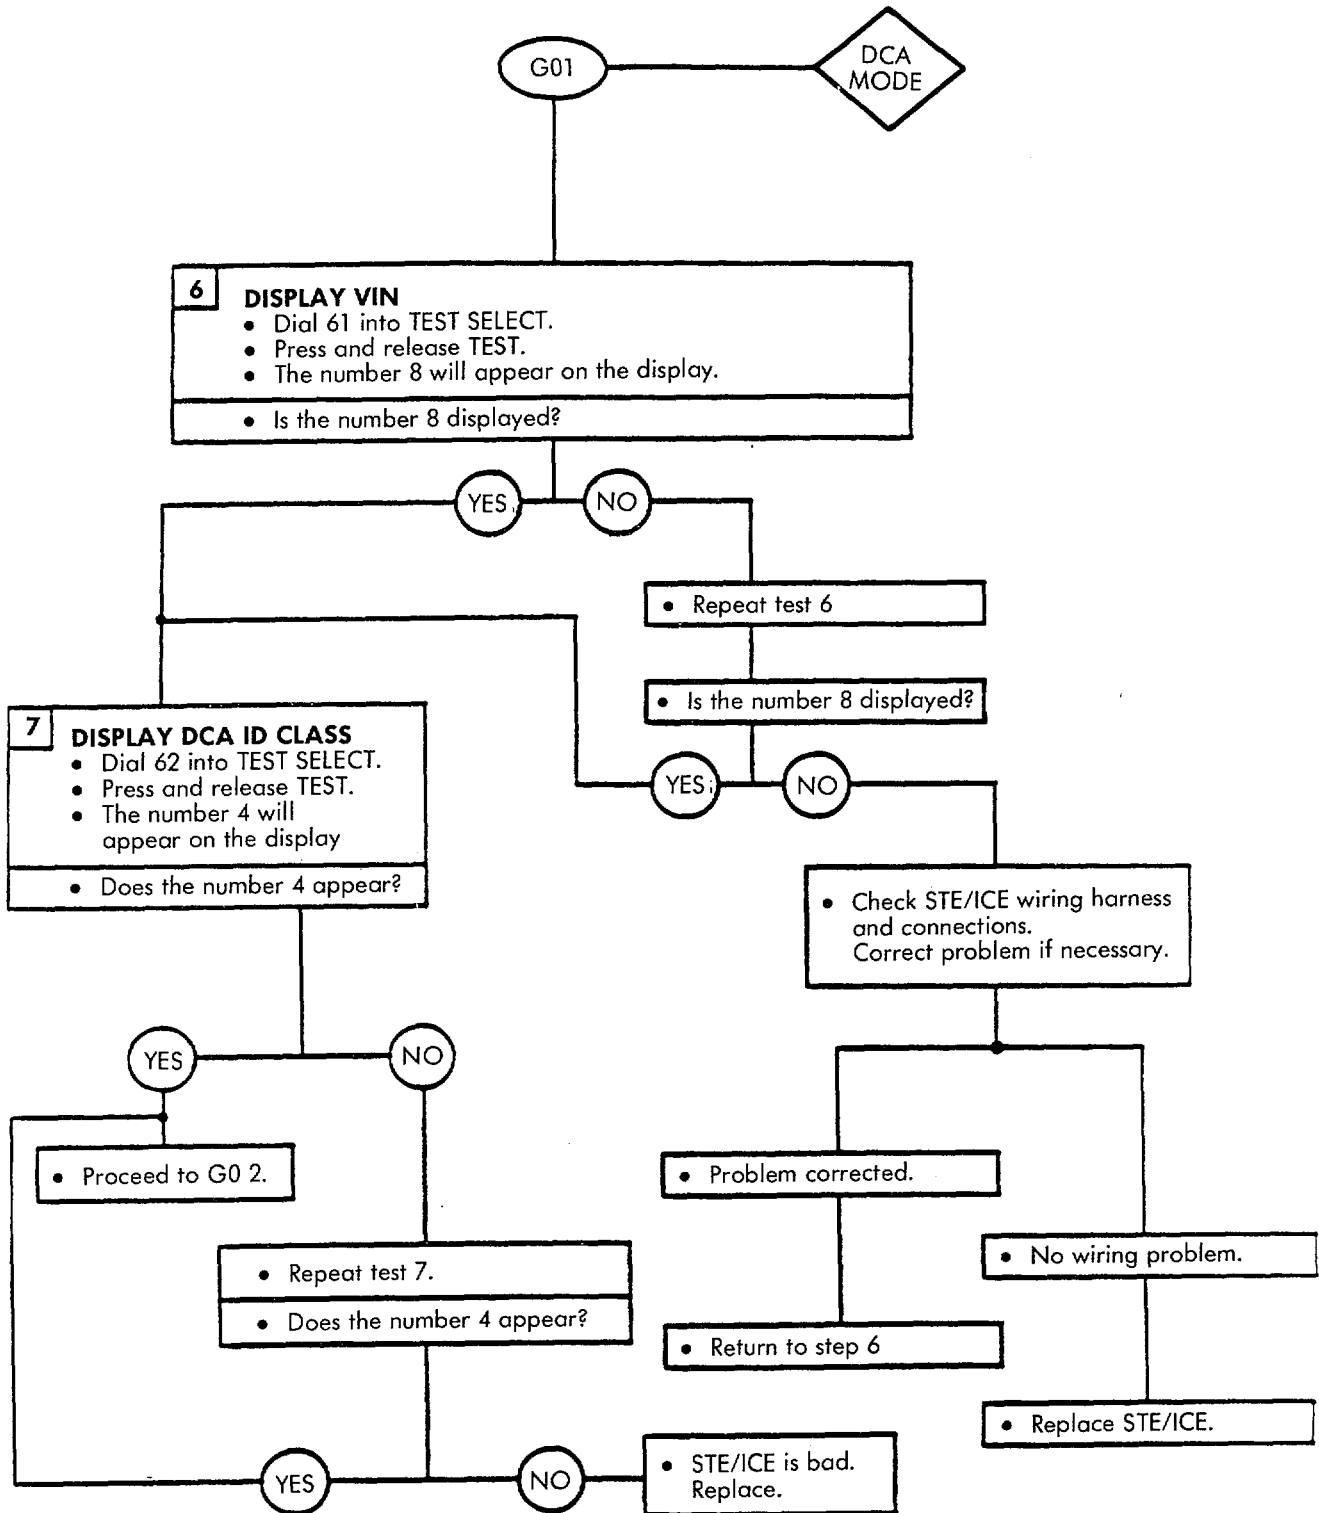 G01
DCA
MODE
6
DISPLAY VIN
• Dial 61 into TEST SELECT.
• Press and release TEST.
• The number 8 will appear on the display.
• Is the number 8 displayed?
YES
NO
• Repeat test 6
• Is the number 8 displayed?
YES
NO
7
DISPLAY DCA ID CLASS
• Dial 62 into TEST SELECT.
• Press and release TEST.
• The number 4 will
appear on the display
• Does the number 4 appear?
• Check STE/ICE wiring harness
and connections.
Correct problem if necessary.
YES
NO
• Proceed to G0 2.
• Problem corrected.
• No wiring problem.
• Repeat test 7.
• Does the number 4 appear?
• Return to step 6
• Replace STE/ICE.
YES
NO
• STE/ICE is bad.
Replace.